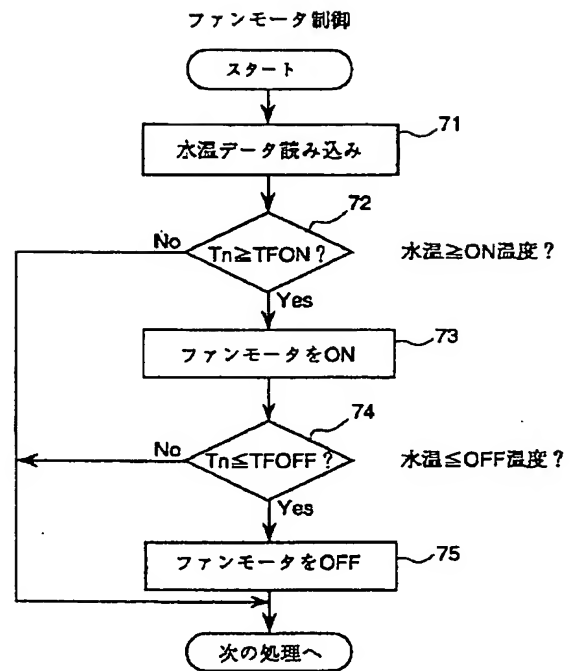 ファンモータ制御
スタート
水温データ読み込み
71
72
No
Tn≧TFON?
水温≧ON温度?
Yes
ファンモータをON
73
74
No
Tn≦TFOFF?
水温≦OFF温度?
Yes
ファンモータをOFF
75
次の処理へ